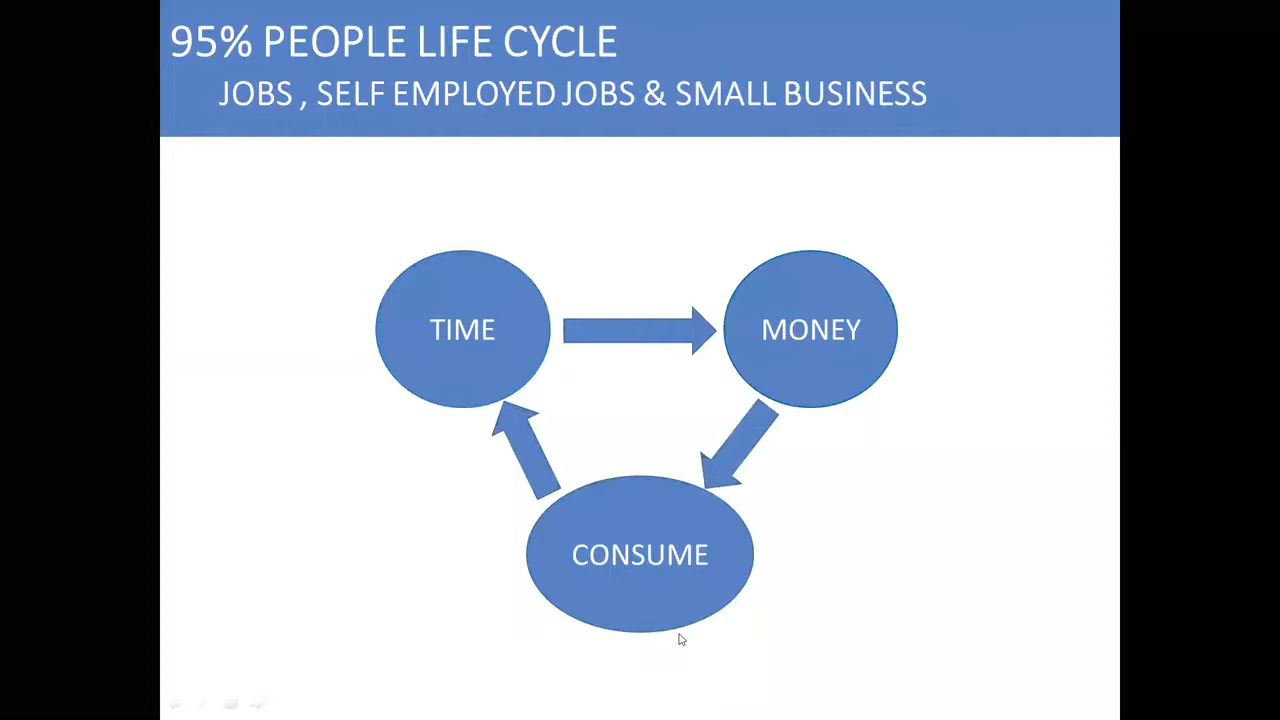 95% PEOPLE LIFE CYCLE
JOBS , SELF EMPLOYED JOBS & SMALL BUSINESS
TIME
MONEY
CONSUME